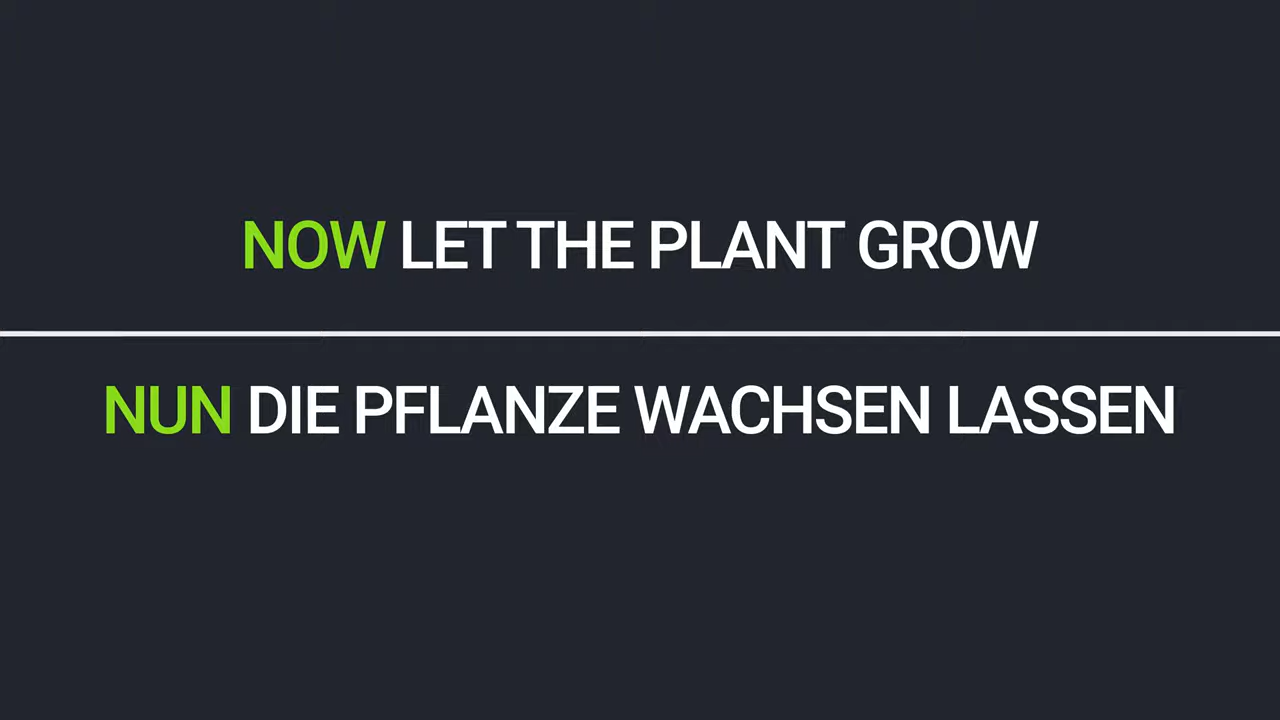 NOW LET THE PLANT GROW
NUN DIE PFLANZE WACHSEN LASSEN